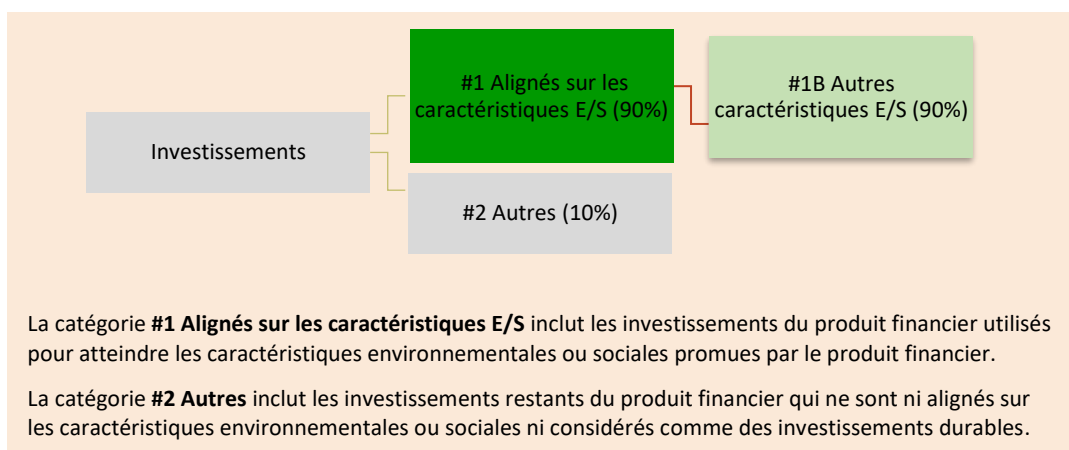 #1 Alignés sur les
caractéristiques E/S (90%)
#1B Autres
caractéristiques E/S (90%)
Investissements
#2 Autres (10%)
La catégorie #1 Alignés sur les caractéristiques E/S inclut les investissements du produit financier utilisés
pour atteindre les caractéristiques environnementales ou sociales promues par le produit financier.
La catégorie #2 Autres inclut les investissements restants du produit financier qui ne sont ni alignés sur
les caractéristiques environnementales ou sociales ni considérés comme des investissements durables.